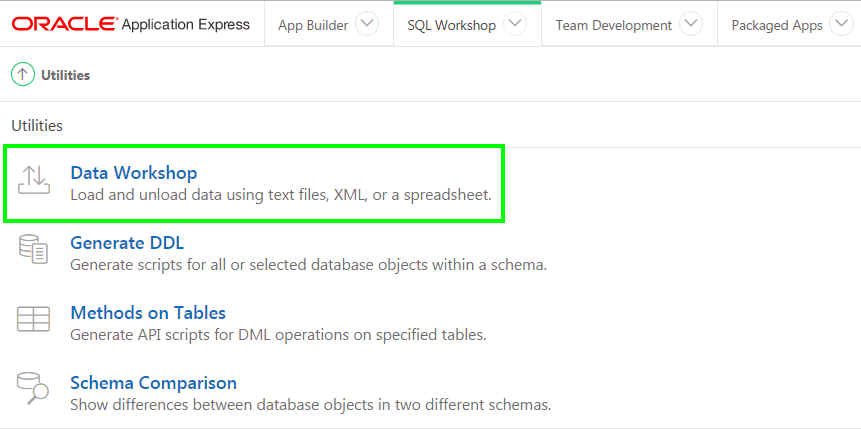 ORACLE Application Express App Builder SQL Workshop Team Development Packaged Apps
Utilities
Utilities
Data Workshop
Load and unload data using text files, XML, or a spreadsheet.
Generate DDL
Generate scripts for all or selected database objects within a schema.
Methods on Tables
Generate API scripts for DML operations on specified tables.
Schema Comparison
Show differences between database objects in two different schemas.